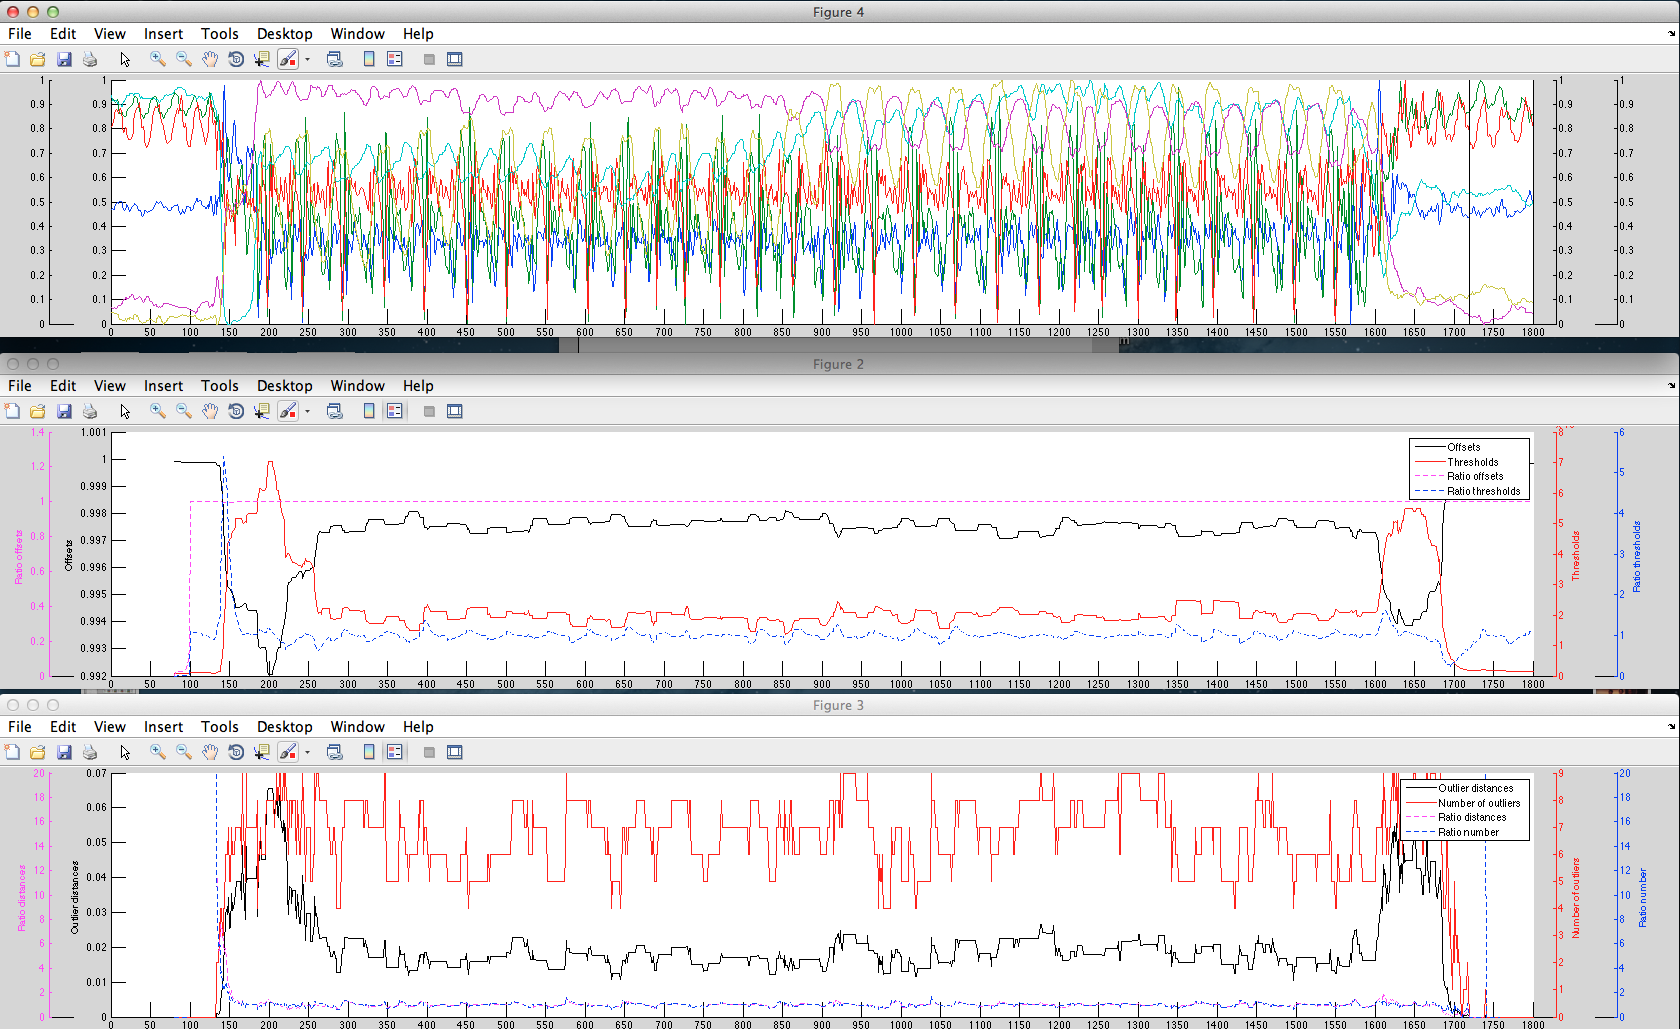 Figure 4
File Edit View Insert Tools Desktop Window Help
1 1 1 1
0.9 0.9 0.9 0.9
0.8 0.8 0.8 0.8
0.7 0.7 0.7 0.7
0.6 0.6 0.6 0.6
0.5 0.5 0.5 0.5
0.4 0.4 0.4 0.4
0.3 0.3 0.3 0.3
0.2 0.2 0.2 0.2
0.1 0.1 0.1 0.1
0 0 0 0
0 50 100 150 200 250 300 350 400 450 500 550 600 650 700 750 800 850 900 950 1000 1050 1100 1150 1200 1250 1300 1350 1400 1450 1500 1550 1600 1650 1700 1750 1800
m
Figure 2
File Edit View Insert Tools Desktop Window Help
1.4 1.2 1 0.8 0.6 0.4 0.2 0
Ratio offsets
1.001 1 0.999 0.998 0.997 0.996 0.995 0.994 0.993 0.992
Offsets
Offsets
Thresholds
Ratio offsets
Ratio thresholds
8 7 6 5 4 3 2 1 0
Thresholds
6 5 4 3 2 1 0
Ratio thresholds
0 50 100 150 200 250 300 350 400 450 500 550 600 650 700 750 800 850 900 950 1000 1050 1100 1150 1200 1250 1300 1350 1400 1450 1500 1550 1600 1650 1700 1750 1800
Figure 3
File Edit View Insert Tools Desktop Window Help
20 18 16 14 12 10 8 6 4 2 0
Ratio distances
0.07 0.06 0.05 0.04 0.03 0.02 0.01 0
Outlier distances
Outlier distances
Number of outliers
Ratio distances
Ratio number
9 8 7 6 5 4 3 2 1 0
Number of outliers
20 18 16 14 12 10 8 6 4 2 0
Ratio number
0 50 100 150 200 250 300 350 400 450 500 550 600 650 700 750 800 850 900 950 1000 1050 1100 1150 1200 1250 1300 1350 1400 1450 1500 1550 1600 1650 1700 1750 1800